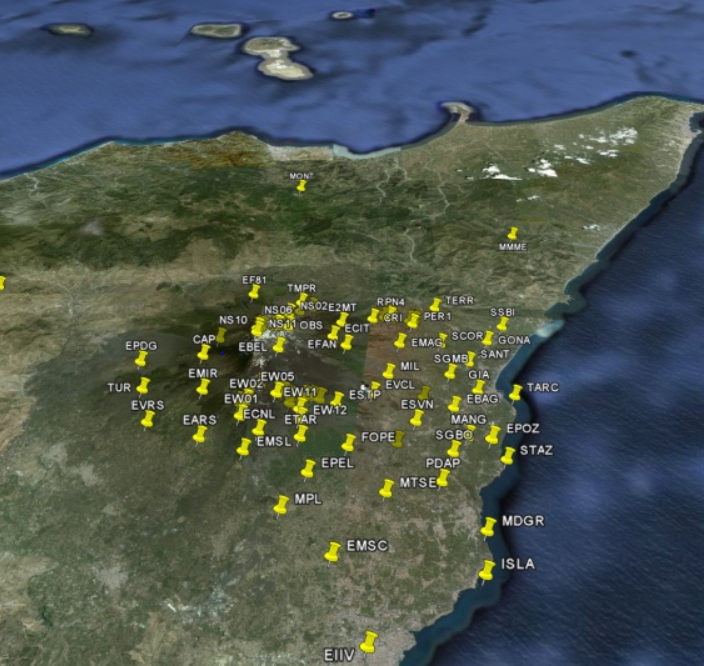 MONT
MMME
EF81
TMPR
NS06
NS02
E2MT
RPN4
TERR
NS10
NS11
OBS
ECIT
CRI
PER1
SSBI
CAP
EBEL
EFAN
EMAG
SCOR
GONA
EPDG
SGMB
SANT
EMIR
EW05
MIL
GIA
TUR
EW02
EW11
ESTP
EVCL
EBAG
TARC
EVRS
EW01
EW12
ESVN
EARS
ECNL
ETAR
MANG
EMSL
FOPE
SGBO
EPOZ
EPEL
PDAP
STAZ
MPL
MTSE
MDGR
EMSC
ISLA
EIIV